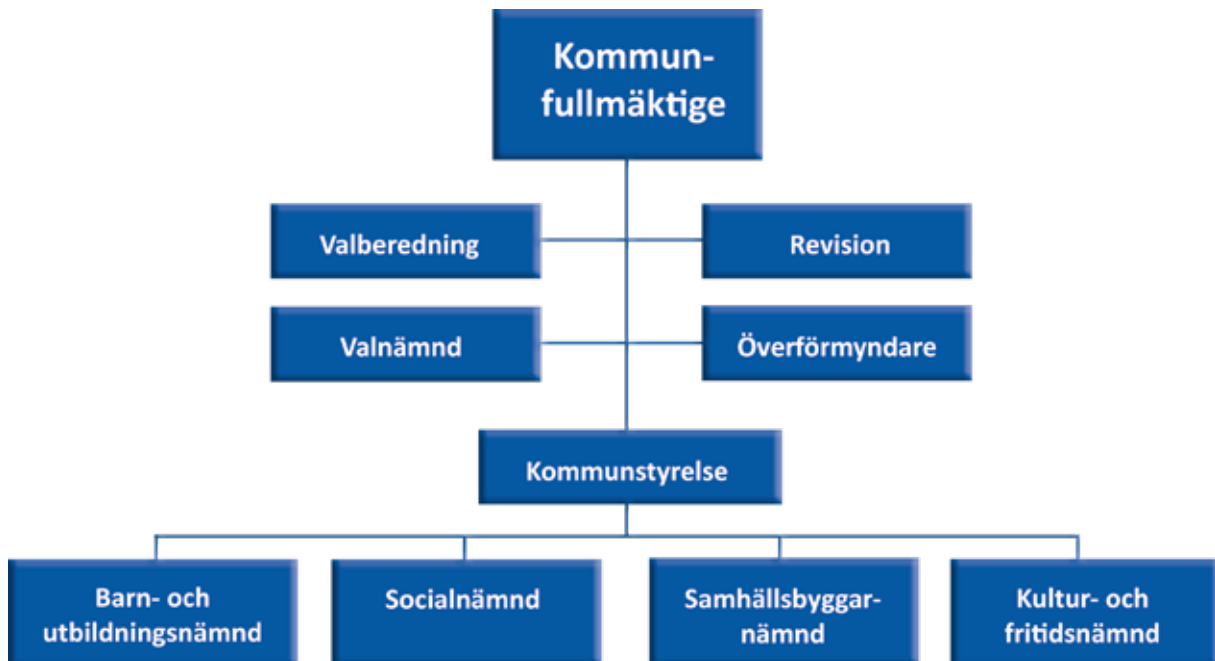 Kommun-
fullmäktige
Valberedning
Revision
Valnämnd
Överförmyndare
Kommunstyrelse
Barn- och
utbildningsnämnd
Socialnämnd
Samhällsbyggar-
nämnd
Kultur- och
fritidsnämnd